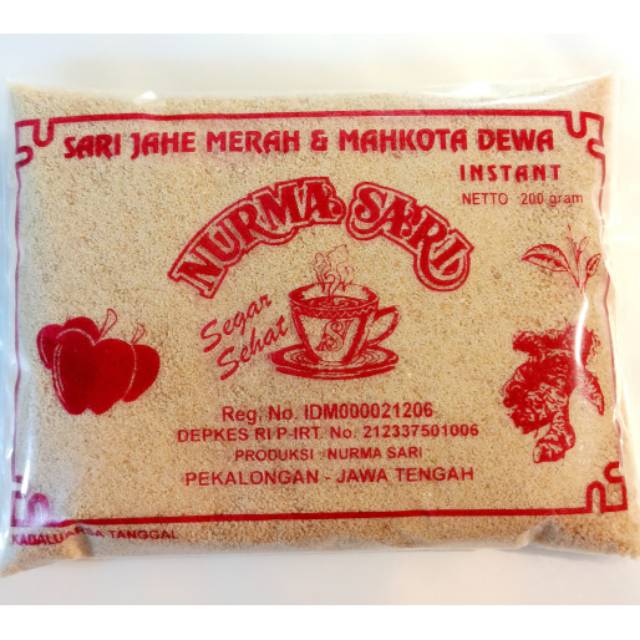 SARI JAHE MERAH & MAHKOTA DEWA
INSTANT
NETTO 200 gram
NURMA SARI
Segar
Sehat
Reg. No. IDM000021206
DEPKES RI P-IRT. No. 212337501006
PRODUKSI : NURMA SARI
PEKALONGAN - JAWA TENGAH
KADALUARSA TANGGAL